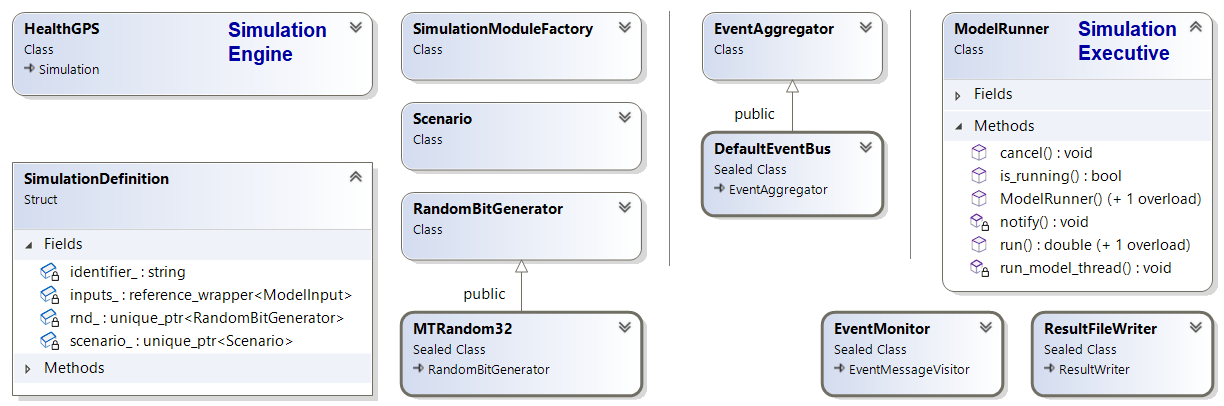 HealthGPS
Class
Simulation
Simulation
Engine
SimulationDefinition
Struct
Fields
identifier_ : string
inputs_ : reference_wrapper<ModelInput>
rnd_ : unique_ptr<RandomBitGenerator>
scenario_ : unique_ptr<Scenario>
Methods
SimulationModuleFactory
Class
Scenario
Class
RandomBitGenerator
Class
public
MTRandom32
Sealed Class
RandomBitGenerator
EventAggregator
Class
public
DefaultEventBus
Sealed Class
EventAggregator
ModelRunner
Class
Simulation
Executive
Fields
Methods
cancel() : void
is_running() : bool
ModelRunner() (+ 1 overload)
notify() : void
run() : double (+ 1 overload)
run_model_thread() : void
EventMonitor
Sealed Class
EventMessageVisitor
ResultFileWriter
Sealed Class
ResultWriter